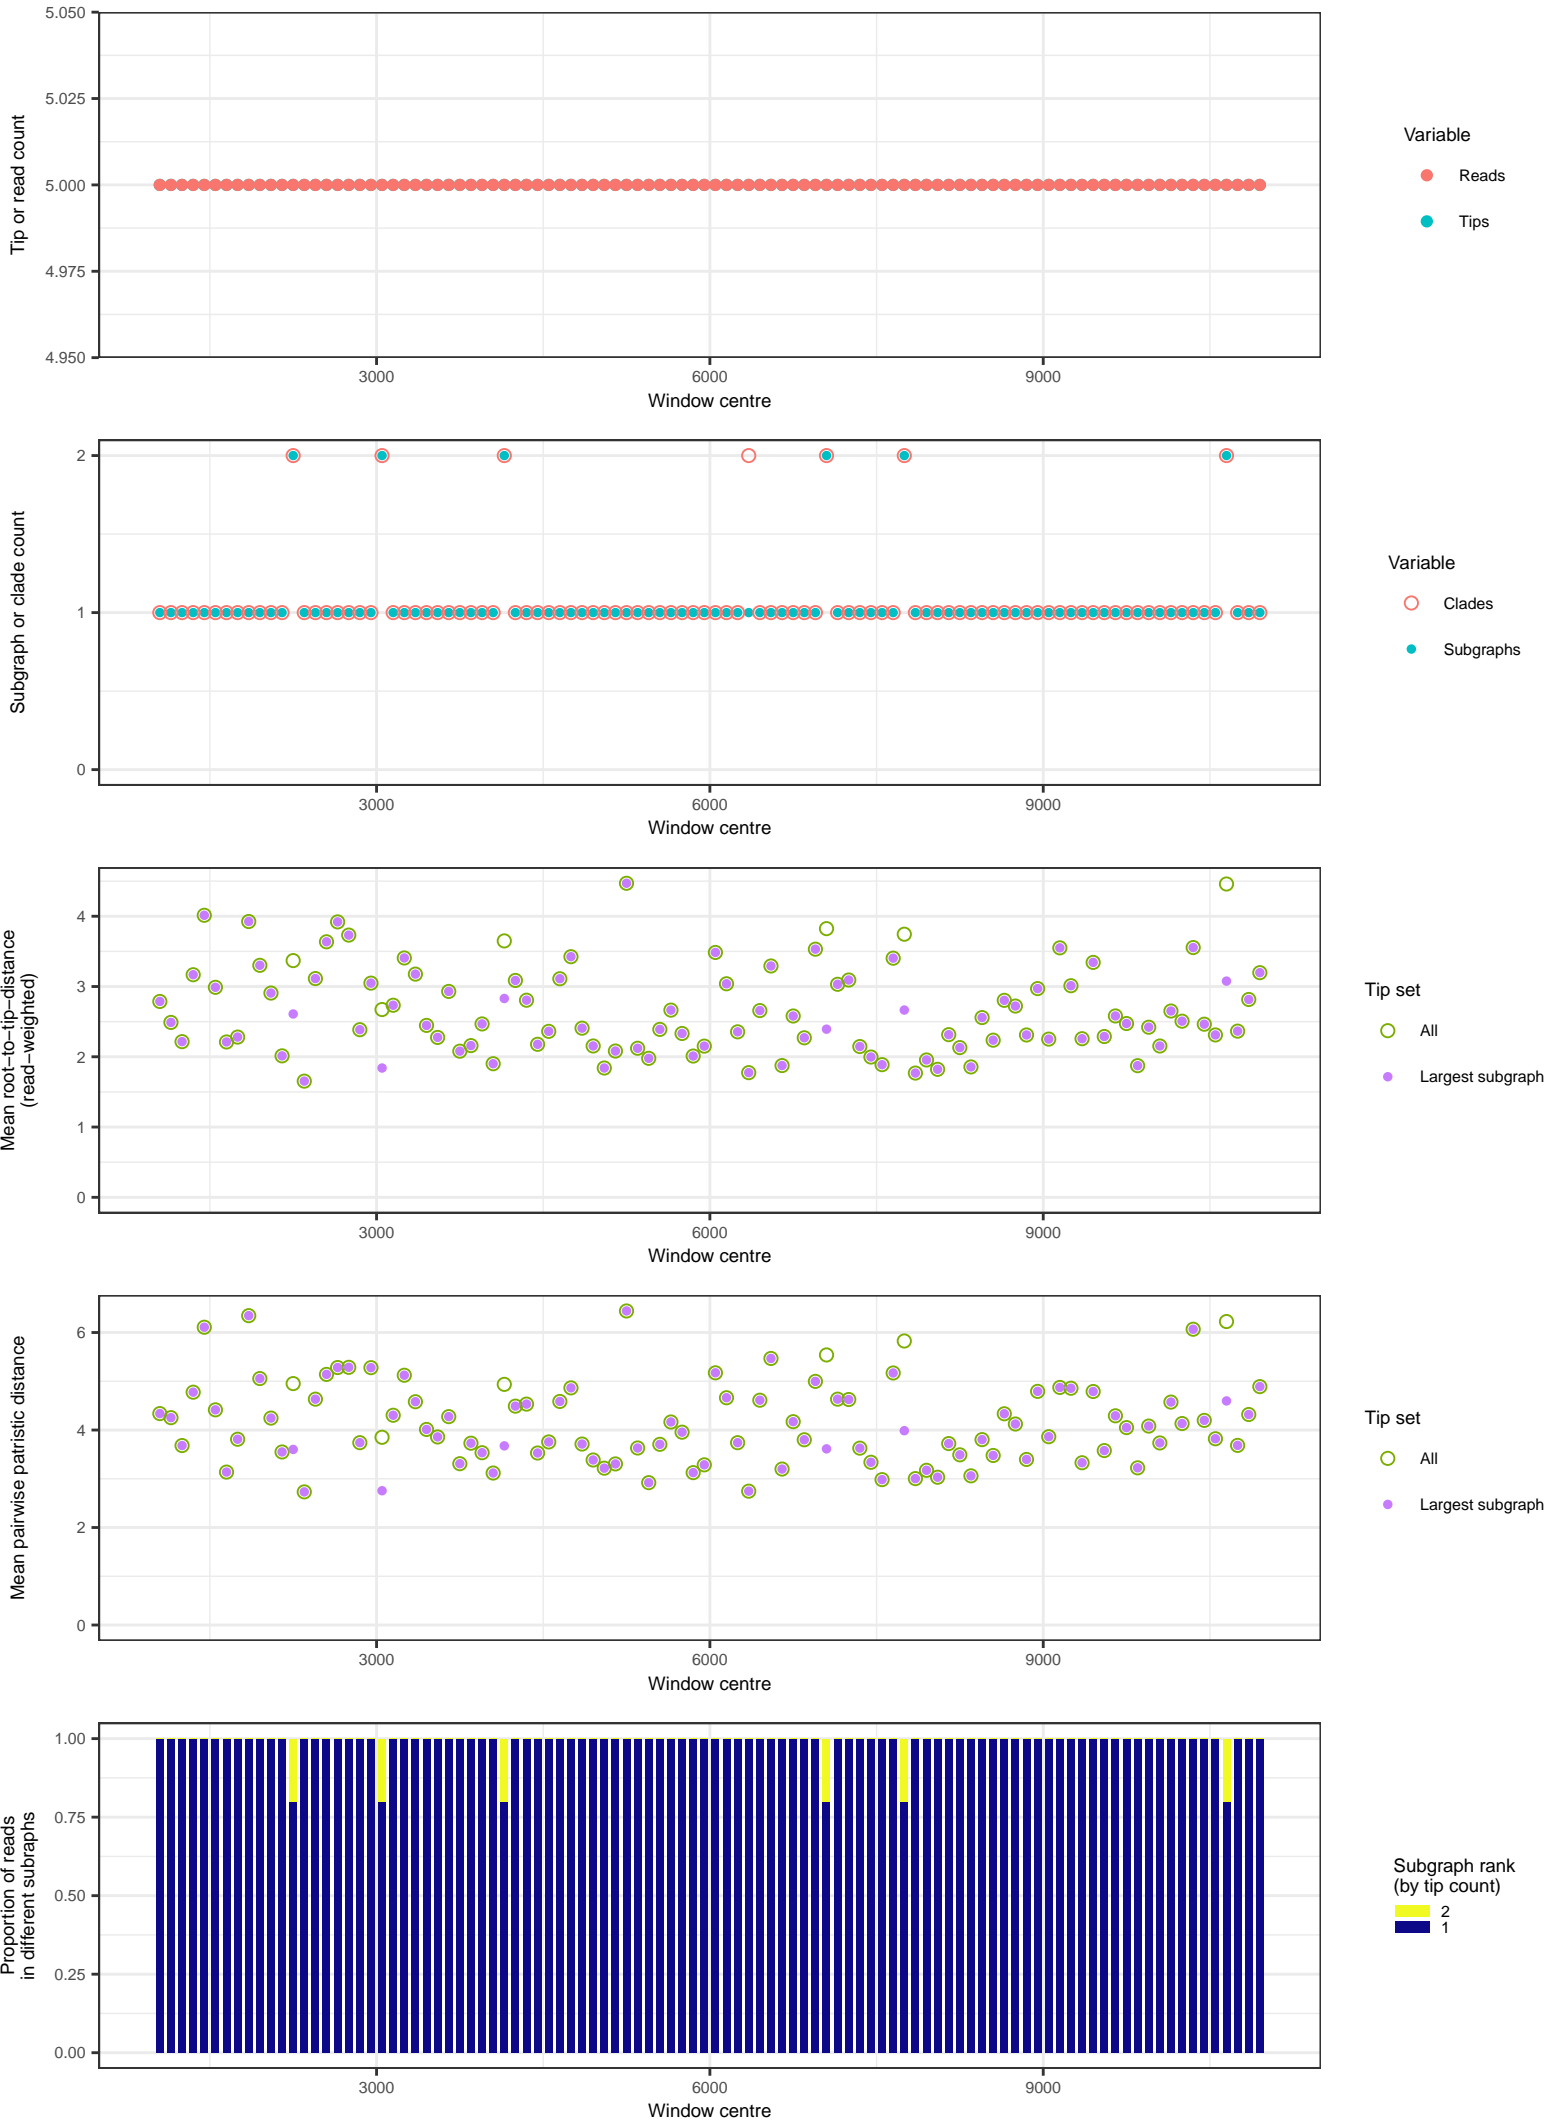 5.050
5.025
5.000
4.975
4.950
Tip or read count
3000
6000
9000
Window centre
Variable
Reads
Tips
2
1
0
Subgraph or clade count
3000
6000
9000
Window centre
Variable
Clades
Subgraphs
4
3
2
1
0
Mean root−to−tip−distance
(read−weighted)
3000
6000
9000
Window centre
Tip set
All
Largest subgraph
6
4
2
0
Mean pairwise patristic distance
3000
6000
9000
Window centre
Tip set
All
Largest subgraph
1.00
0.75
0.50
0.25
0.00
Proportion of reads
in different subraphs
3000
6000
9000
Window centre
Subgraph rank
(by tip count)
2
1